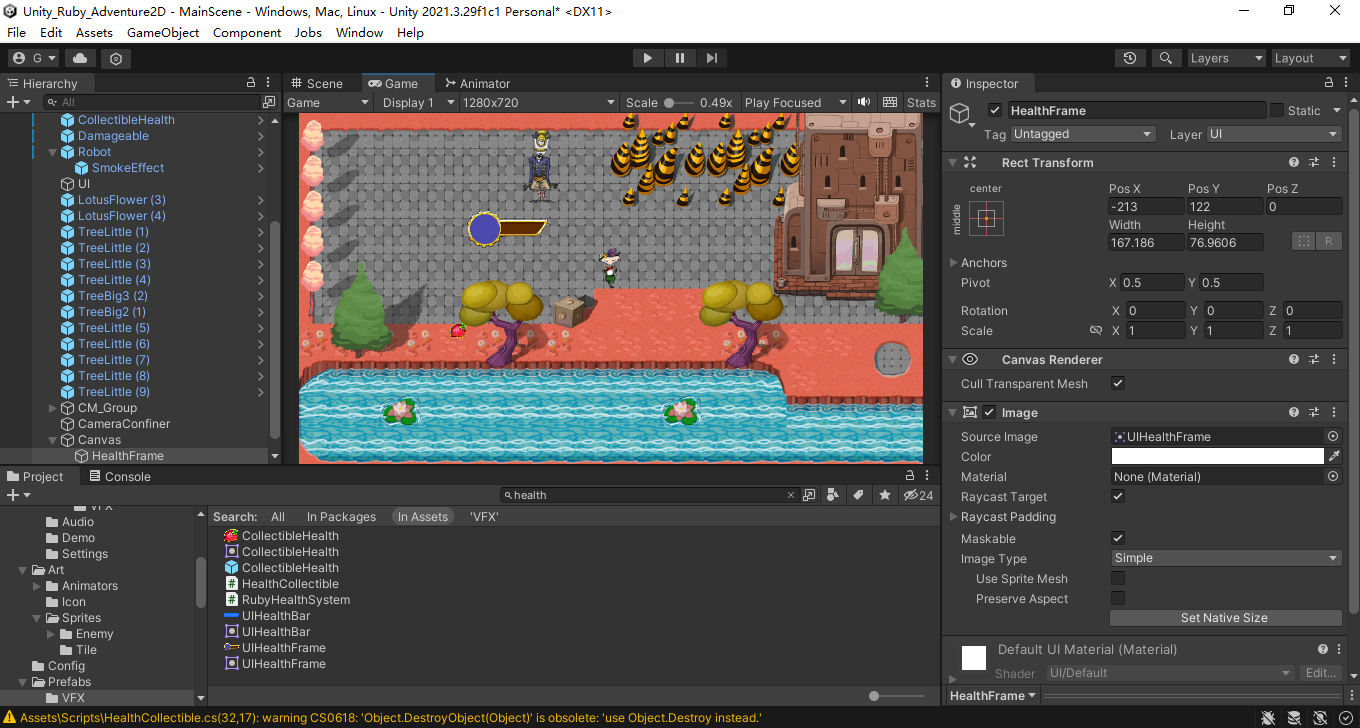 Unity_Ruby_Adventure2D - MainScene - Windows, Mac, Linux - Unity 2021.3.29f1c1 Personal* <DX11>
File Edit Assets GameObject Component Jobs Window Help
G Layers Layout
Hierarchy
All
CollectibleHealth
Damageable
Robot
SmokeEffect
UI
LotusFlower (3)
LotusFlower (4)
TreeLittle (1)
TreeLittle (2)
TreeLittle (3)
TreeLittle (4)
TreeBig3 (2)
TreeBig2 (1)
TreeLittle (5)
TreeLittle (6)
TreeLittle (7)
TreeLittle (8)
TreeLittle (9)
CM_Group
CameraConfiner
Canvas
HealthFrame
Scene Game Animator
Game Display 1 1280x720 Scale 0.49x Play Focused Stats
Inspector
HealthFrame Static
Tag Untagged Layer UI
Rect Transform
center
middle
Pos X Pos Y Pos Z
-213 122 0
Width Height
167.186 76.9606
R
Anchors
Pivot X 0.5 Y 0.5
Rotation X 0 Y 0 Z 0
Scale X 1 Y 1 Z 1
Canvas Renderer
Cull Transparent Mesh
Image
Source Image UIHealthFrame
Color
Material None (Material)
Raycast Target
Raycast Padding
Maskable
Image Type Simple
Use Sprite Mesh
Preserve Aspect
Set Native Size
Default UI Material (Material)
Shader UI/Default Edit...
HealthFrame
Project Console
health 24
VFX
Audio
Demo
Settings
Art
Animators
Icon
Sprites
Enemy
Tile
Config
Prefabs
VFX
Search: All In Packages In Assets 'VFX'
CollectibleHealth
CollectibleHealth
CollectibleHealth
HealthCollectible
RubyHealthSystem
UIHealthBar
UIHealthBar
UIHealthFrame
UIHealthFrame
Assets\Scripts\HealthCollectible.cs(32,17): warning CS0618: 'Object.DestroyObject(Object)' is obsolete: 'use Object.Destroy instead.'